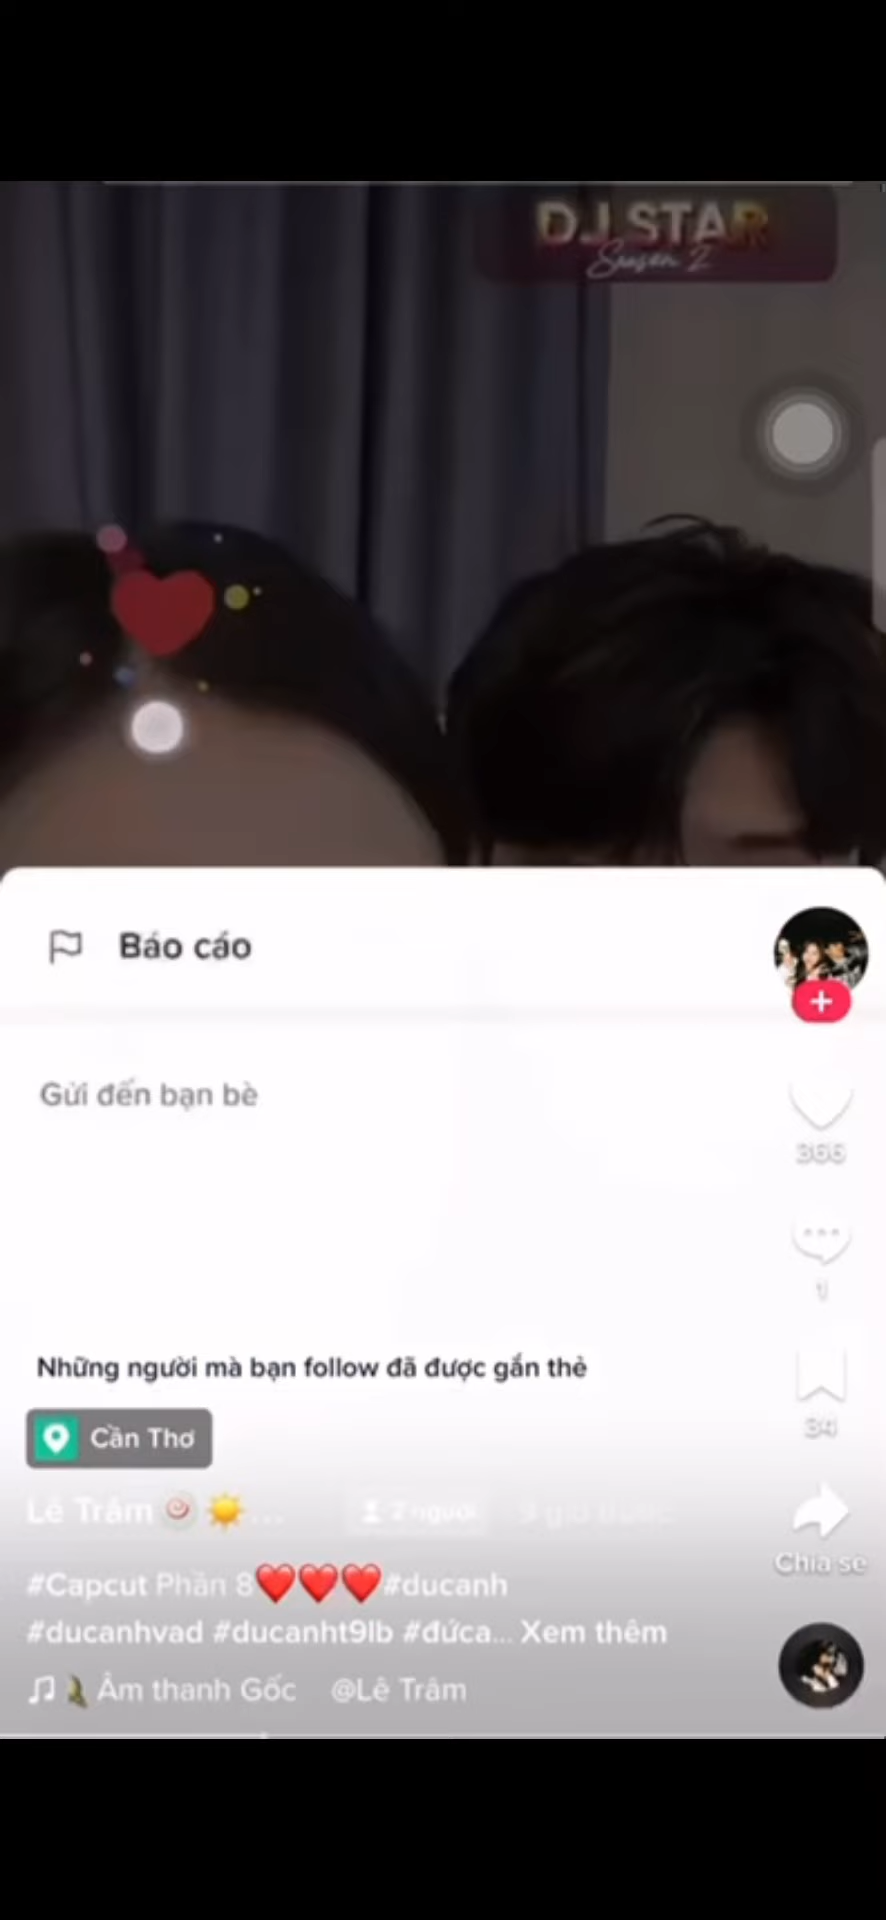 DJ STAR
Season 2
Báo cáo
Gửi đến bạn bè
366
1
Những người mà bạn follow đã được gắn thẻ
34
Cần Thơ
Lê Trâm 🍥☀️... 2 người
Chia sẻ
#Capcut Phần 8❤️❤️❤️#ducanh
#ducanhvad #ducanht9lb #đứca... Xem thêm
Âm thanh Gốc @Lê Trâm